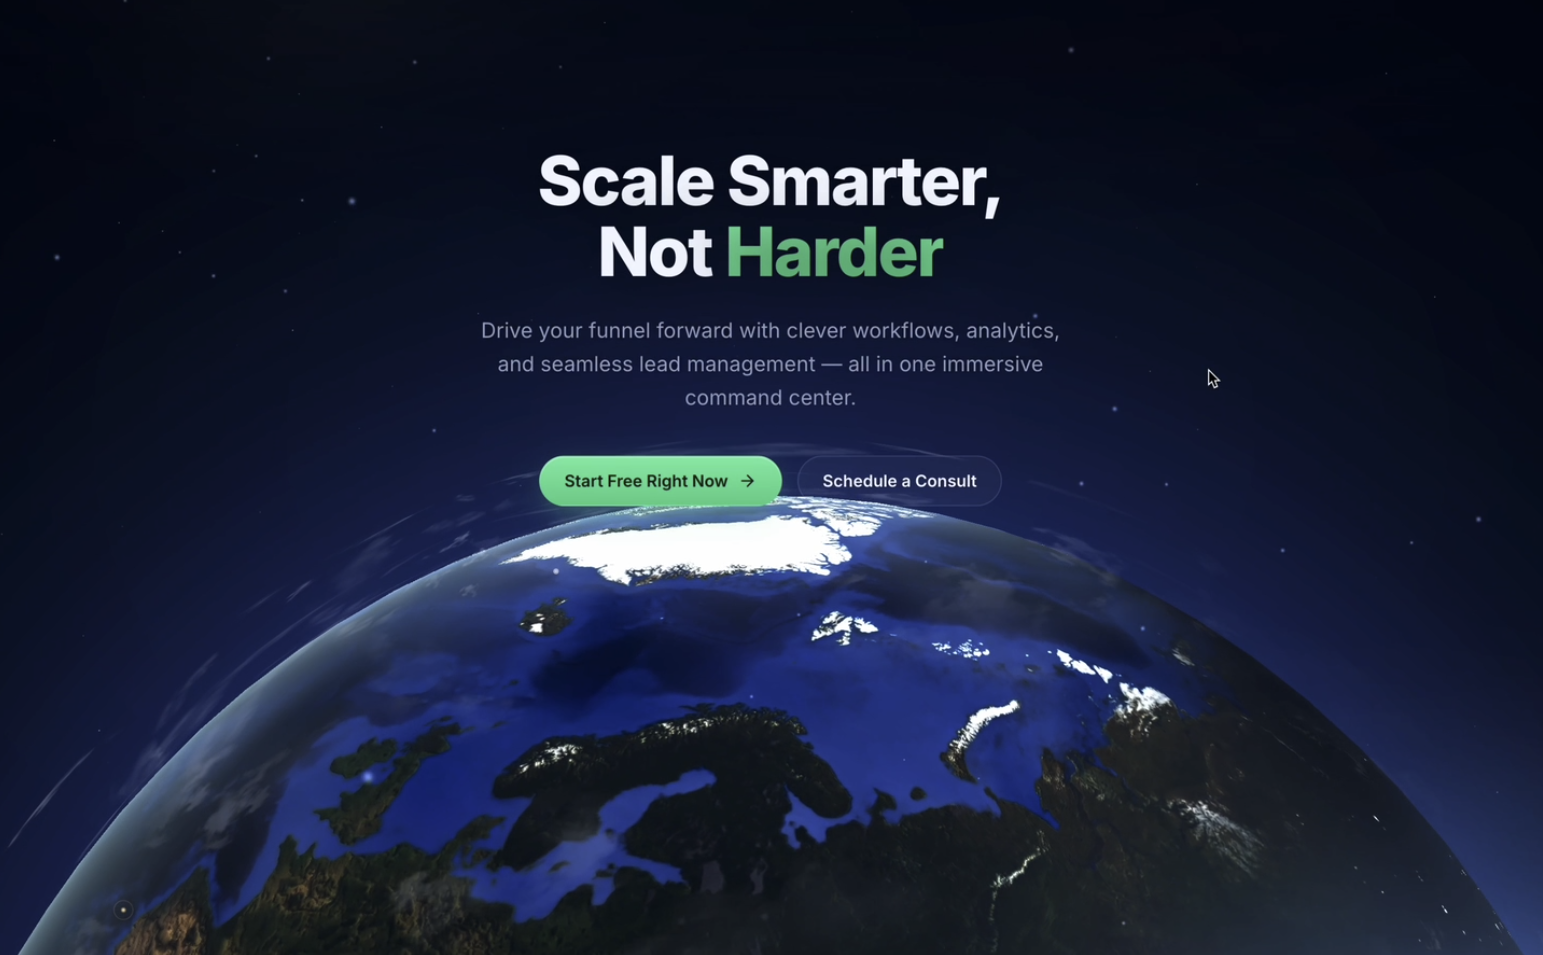 Scale Smarter,
Not Harder
Drive your funnel forward with clever workflows, analytics,
and seamless lead management — all in one immersive
command center.
Start Free Right Now →
Schedule a Consult